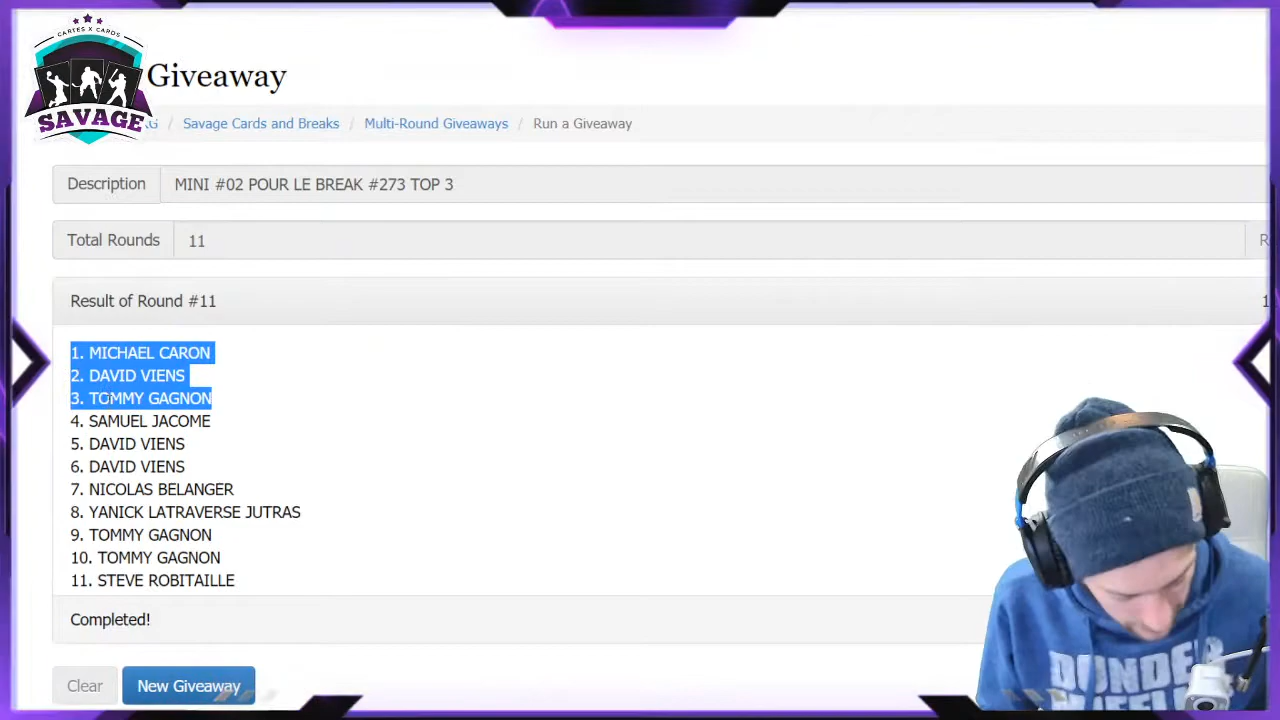 CARTES X CARDS
SAVAGE
Giveaway
G / Savage Cards and Breaks / Multi-Round Giveaways / Run a Giveaway
Description MINI #02 POUR LE BREAK #273 TOP 3
Total Rounds 11 R
Result of Round #11 1
1. MICHAEL CARON
2. DAVID VIENS
3. TOMMY GAGNON
4. SAMUEL JACOME
5. DAVID VIENS
6. DAVID VIENS
7. NICOLAS BELANGER
8. YANICK LATRAVERSE JUTRAS
9. TOMMY GAGNON
10. TOMMY GAGNON
11. STEVE ROBITAILLE
Completed!
Clear New Giveaway
DUNDER